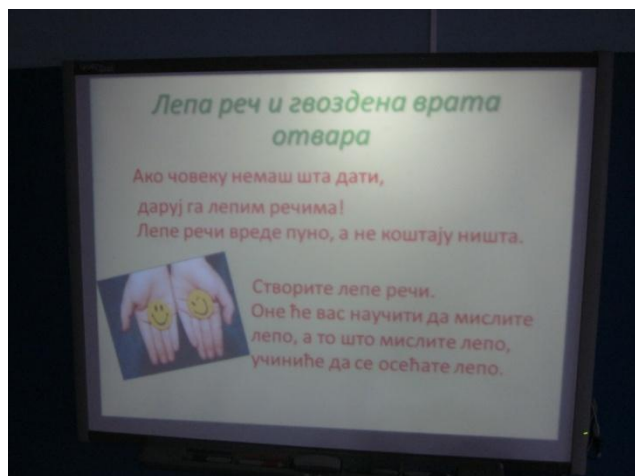 Лепа реч и гвоздена врата
отвара
Ако човеку немаш шта дати,
даруј га лепим речима!
Лепе речи вреде пуно, а не коштају ништа.
Створите лепе речи.
Оне ће вас научити да мислите
лепо, а то што мислите лепо,
учиниће да се осећате лепо.